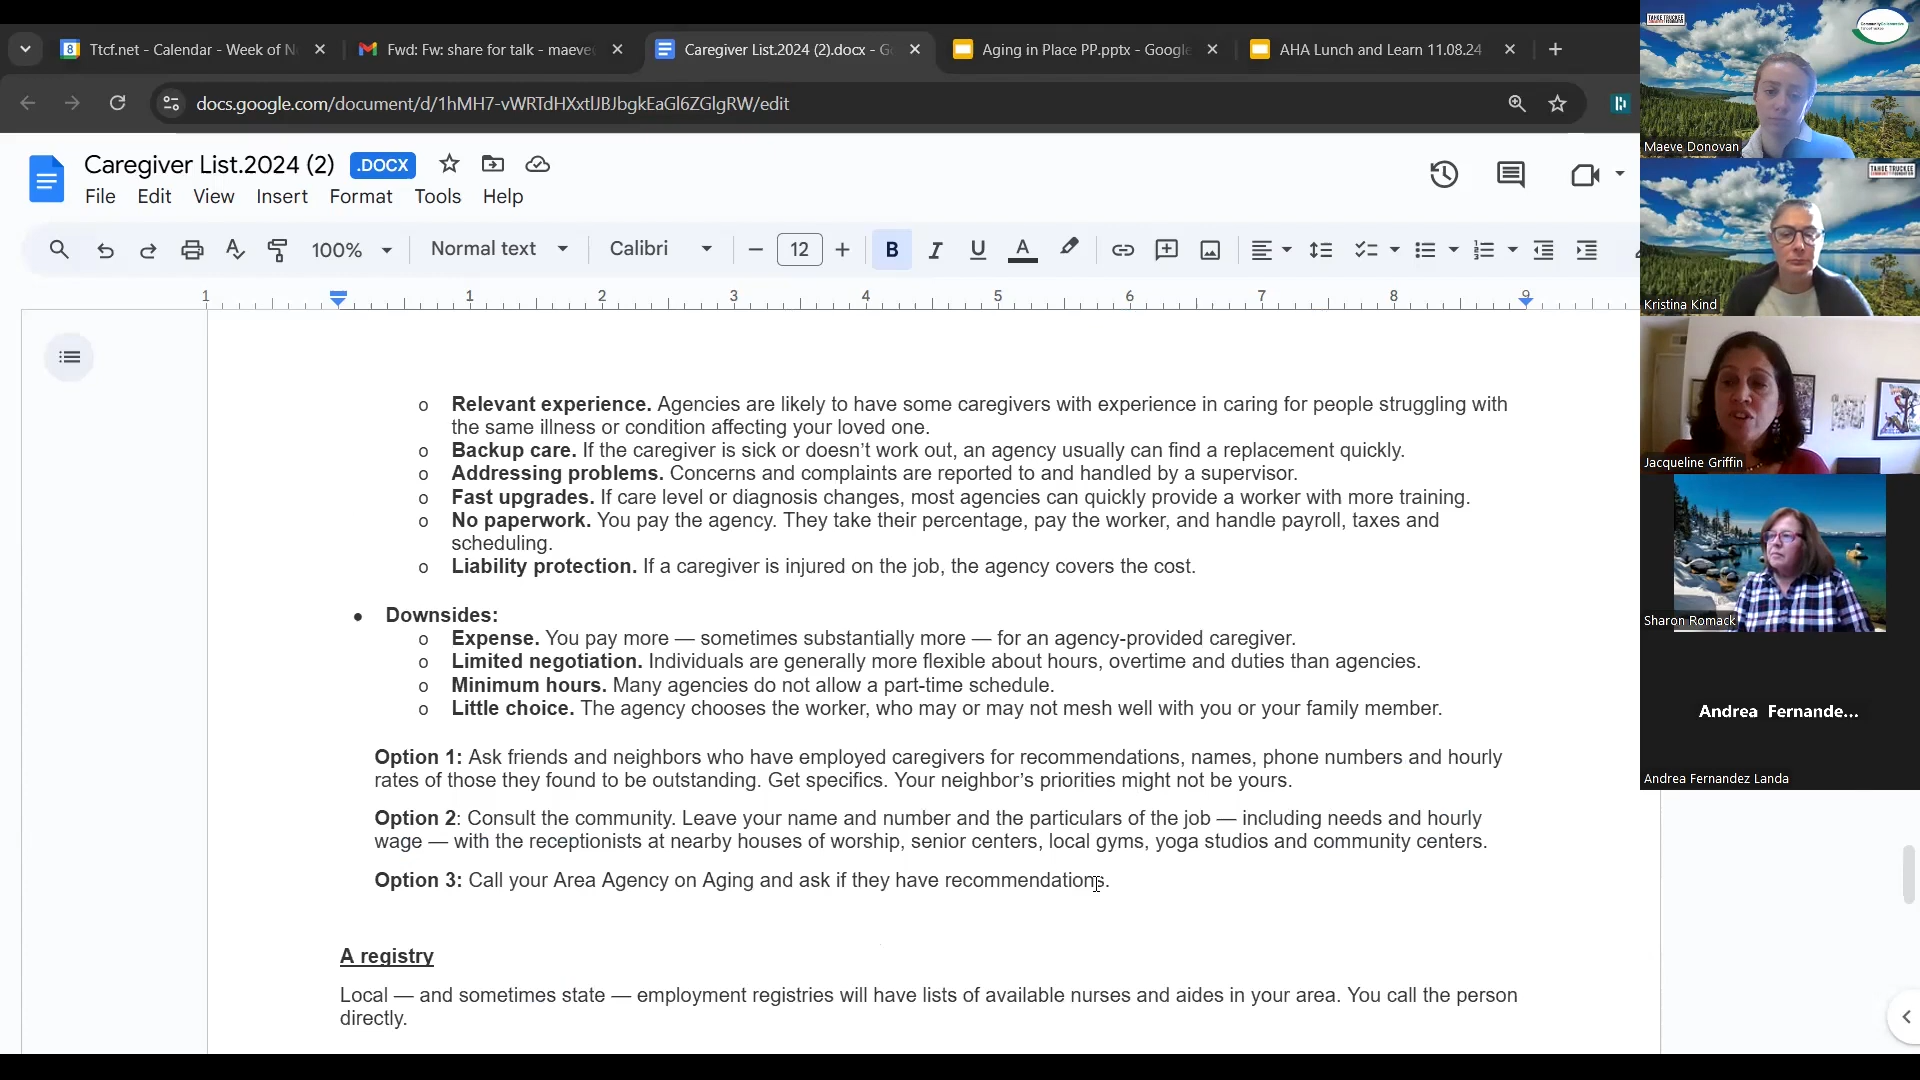 Ttcf.net - Calendar - Week of N
Fwd: Fw: share for talk - maeve
Caregiver List.2024 (2).docx - G
Aging in Place PP.pptx - Google
AHA Lunch and Learn 11.08.24
docs.google.com/document/d/1hMH7-vWRTdHXxtlJBJbgkEaGl6ZGlgRW/edit
Caregiver List.2024 (2)
.DOCX
File Edit View Insert Format Tools Help
100%
Normal text
Calibri
12
B I U A
1 1 2 3 4 5 6 7 8 9
o Relevant experience. Agencies are likely to have some caregivers with experience in caring for people struggling with
the same illness or condition affecting your loved one.
o Backup care. If the caregiver is sick or doesn’t work out, an agency usually can find a replacement quickly.
o Addressing problems. Concerns and complaints are reported to and handled by a supervisor.
o Fast upgrades. If care level or diagnosis changes, most agencies can quickly provide a worker with more training.
o No paperwork. You pay the agency. They take their percentage, pay the worker, and handle payroll, taxes and
scheduling.
o Liability protection. If a caregiver is injured on the job, the agency covers the cost.
● Downsides:
o Expense. You pay more — sometimes substantially more — for an agency-provided caregiver.
o Limited negotiation. Individuals are generally more flexible about hours, overtime and duties than agencies.
o Minimum hours. Many agencies do not allow a part-time schedule.
o Little choice. The agency chooses the worker, who may or may not mesh well with you or your family member.
Option 1: Ask friends and neighbors who have employed caregivers for recommendations, names, phone numbers and hourly
rates of those they found to be outstanding. Get specifics. Your neighbor’s priorities might not be yours.
Option 2: Consult the community. Leave your name and number and the particulars of the job — including needs and hourly
wage — with the receptionists at nearby houses of worship, senior centers, local gyms, yoga studios and community centers.
Option 3: Call your Area Agency on Aging and ask if they have recommendations.
A registry
Local — and sometimes state — employment registries will have lists of available nurses and aides in your area. You call the person
directly.
TAHOE TRUCKEE
Maeve Donovan
TAHOE TRUCKEE
Kristina Kind
Jacqueline Griffin
Sharon Romack
Andrea Fernande...
Andrea Fernandez Landa